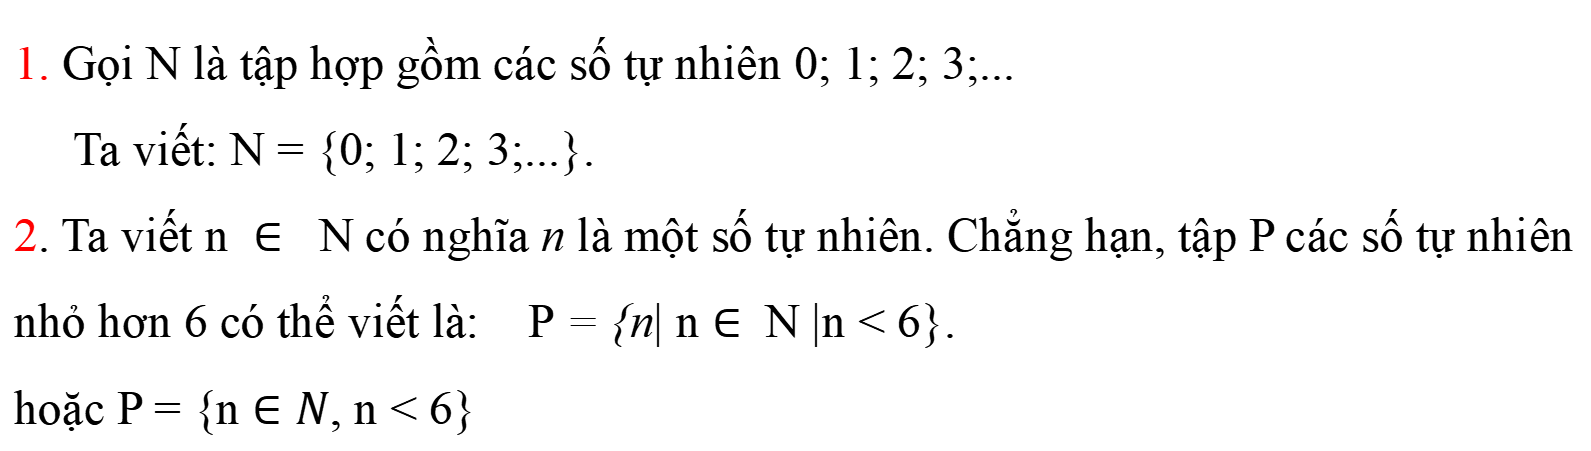 1. Gọi N là tập hợp gồm các số tự nhiên 0; 1; 2; 3;...
Ta viết: N = {0; 1; 2; 3;...}.
2. Ta viết n ∈ N có nghĩa n là một số tự nhiên. Chẳng hạn, tập P các số tự nhiên
nhỏ hơn 6 có thể viết là: P = {n| n ∈ N |n < 6}.
hoặc P = {n ∈ N, n < 6}